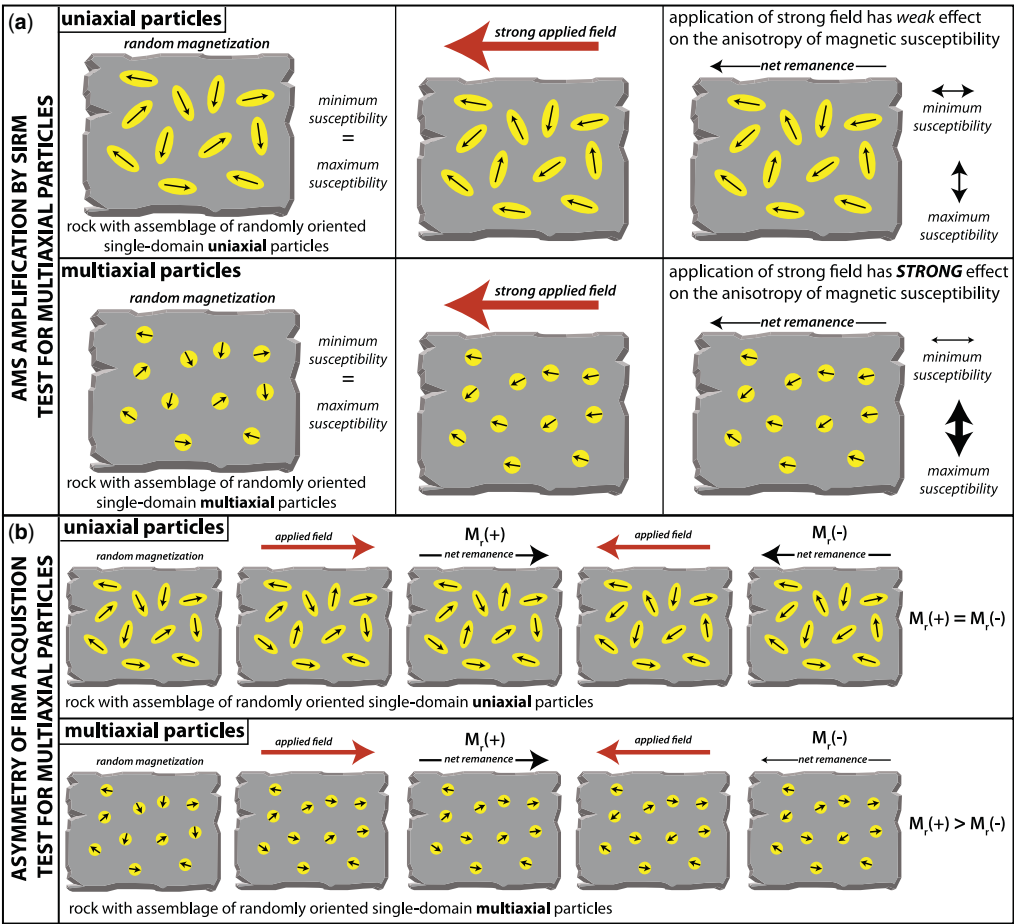 (a)
AMS AMPLIFICATION BY SIRM
TEST FOR MULTIAXIAL PARTICLES
uniaxial particles
random magnetization
minimum
susceptibility
=
maximum
susceptibility
rock with assemblage of randomly oriented
single-domain uniaxial particles
strong applied field
application of strong field has weak effect
on the anisotropy of magnetic susceptibility
net remanence
minimum
susceptibility
maximum
susceptibility
multiaxial particles
random magnetization
minimum
susceptibility
=
maximum
susceptibility
rock with assemblage of randomly oriented
single-domain multiaxial particles
strong applied field
application of strong field has STRONG effect
on the anisotropy of magnetic susceptibility
net remanence
minimum
susceptibility
maximum
susceptibility
(b)
ASYMMETRY OF IRM ACQUISTION
TEST FOR MULTIAXIAL PARTICLES
uniaxial particles
random magnetization
applied field
Mr(+)
net remanence
applied field
Mr(-)
net remanence
Mr(+) = Mr(-)
rock with assemblage of randomly oriented single-domain uniaxial particles
multiaxial particles
random magnetization
applied field
Mr(+)
net remanence
applied field
Mr(-)
net remanence
Mr(+) > Mr(-)
rock with assemblage of randomly oriented single-domain multiaxial particles